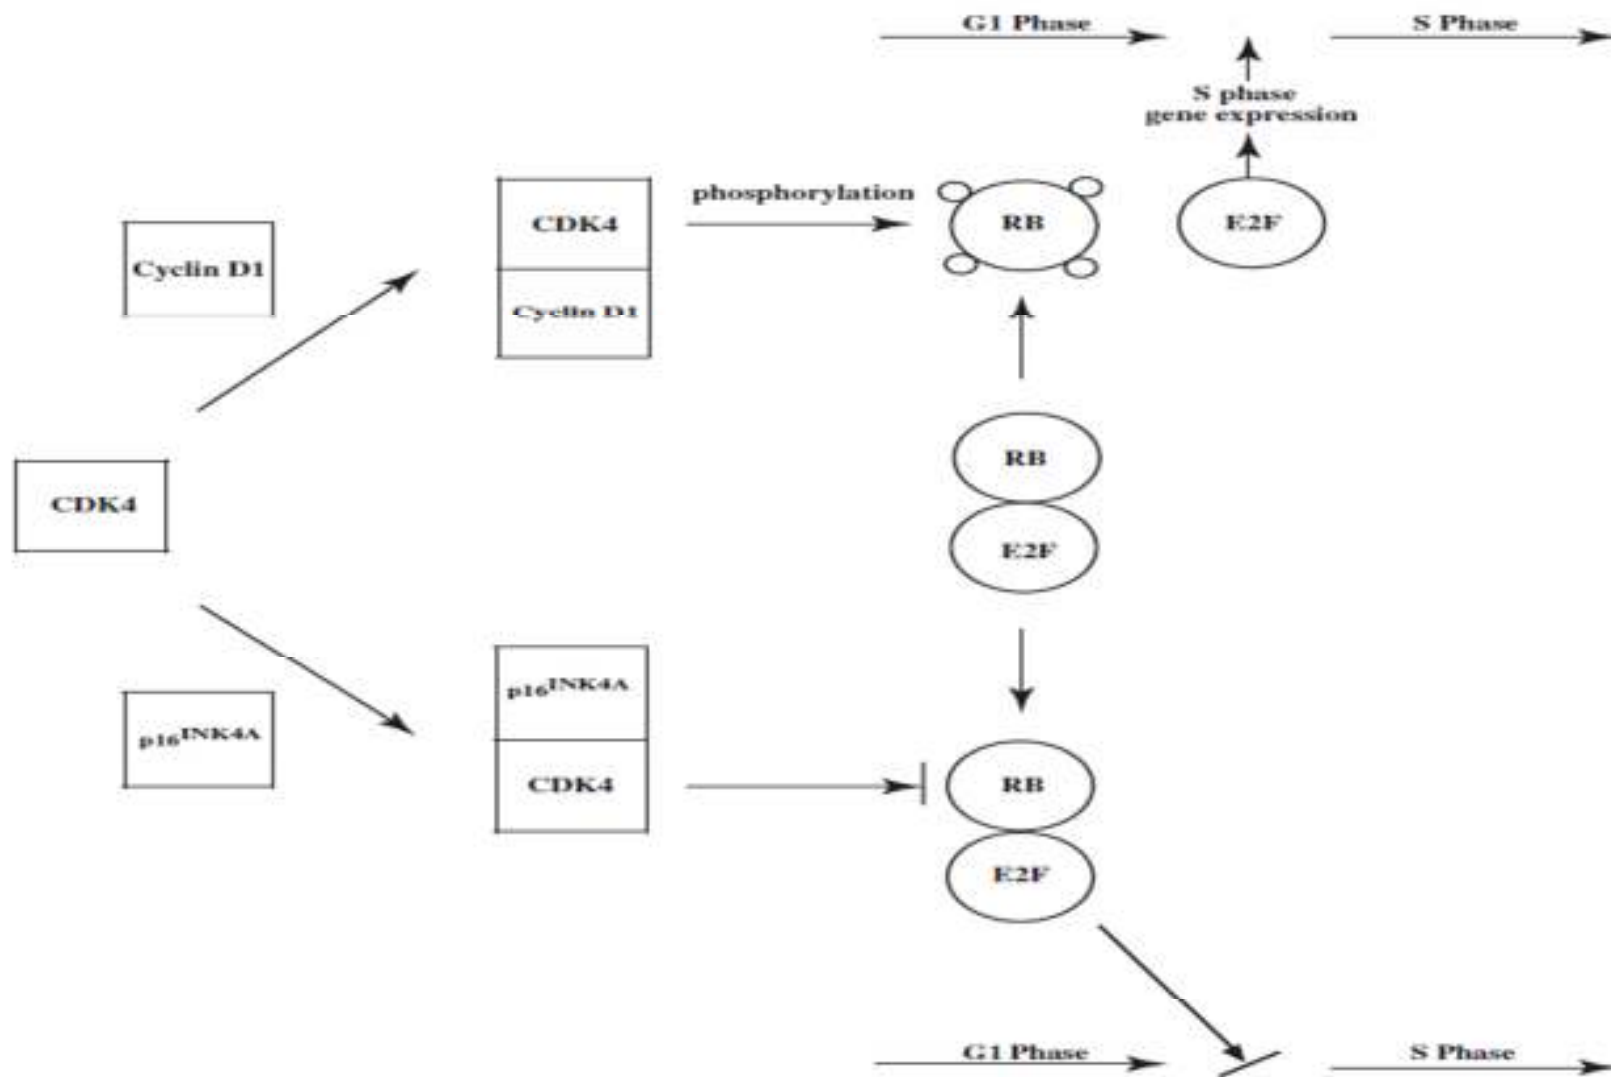 G1 Phase
S Phase
S phase
gene expression
phosphorylation
CDK4
RB
E2F
Cyclin D1
Cyclin D1
RB
CDK4
E2F
p16INK4A
p16INK4A
CDK4
RB
E2F
G1 Phase
S Phase